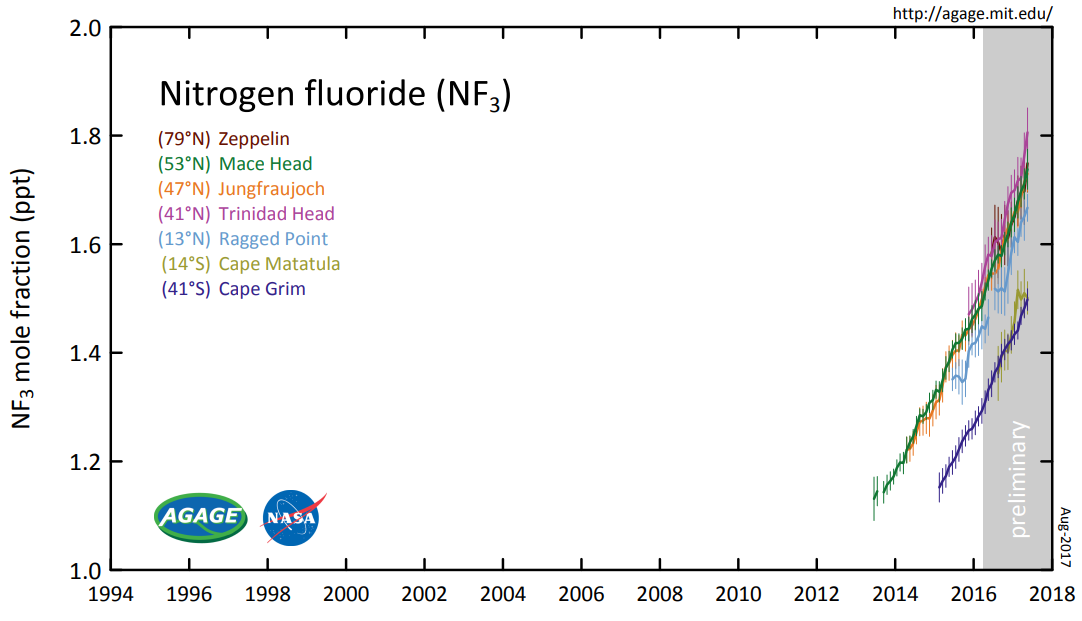 http://agage.mit.edu/
Nitrogen fluoride (NF₃)
(79°N) Zeppelin
(53°N) Mace Head
(47°N) Jungfraujoch
(41°N) Trinidad Head
(13°N) Ragged Point
(14°S) Cape Matatula
(41°S) Cape Grim
NF₃ mole fraction (ppt)
2.0
1.8
1.6
1.4
1.2
1.0
AGAGE
NASA
preliminary
Aug-2017
1994 1996 1998 2000 2002 2004 2006 2008 2010 2012 2014 2016 2018